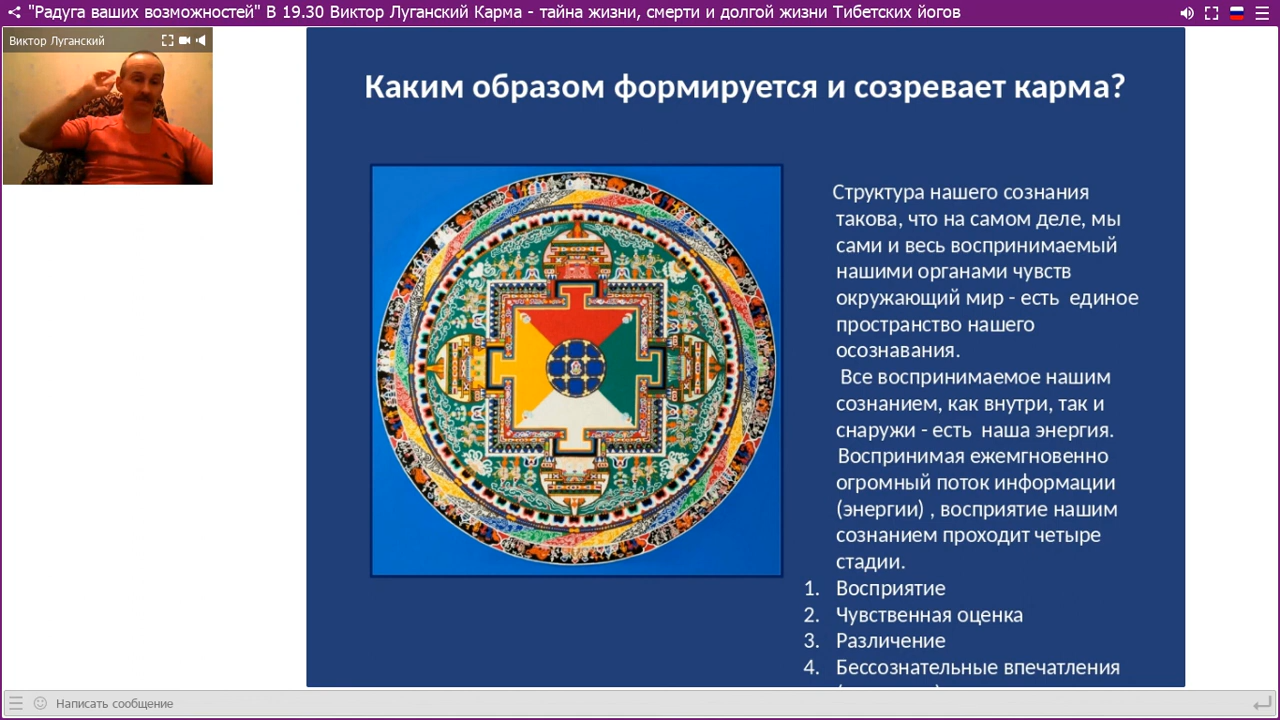 "Радуга ваших возможностей" В 19.30 Виктор Луганский Карма - тайна жизни, смерти и долгой жизни Тибетских йогов
Виктор Луганский
Каким образом формируется и созревает карма?
Структура нашего сознания
такова, что на самом деле, мы
сами и весь воспринимаемый
нашими органами чувств
окружающий мир - есть единое
пространство нашего
осознавания.
Все воспринимаемое нашим
сознанием, как внутри, так и
снаружи - есть наша энергия.
Воспринимая ежемгновенно
огромный поток информации
(энергии) , восприятие нашим
сознанием проходит четыре
стадии.
1. Восприятие
2. Чувственная оценка
3. Различение
4. Бессознательные впечатления
Написать сообщение